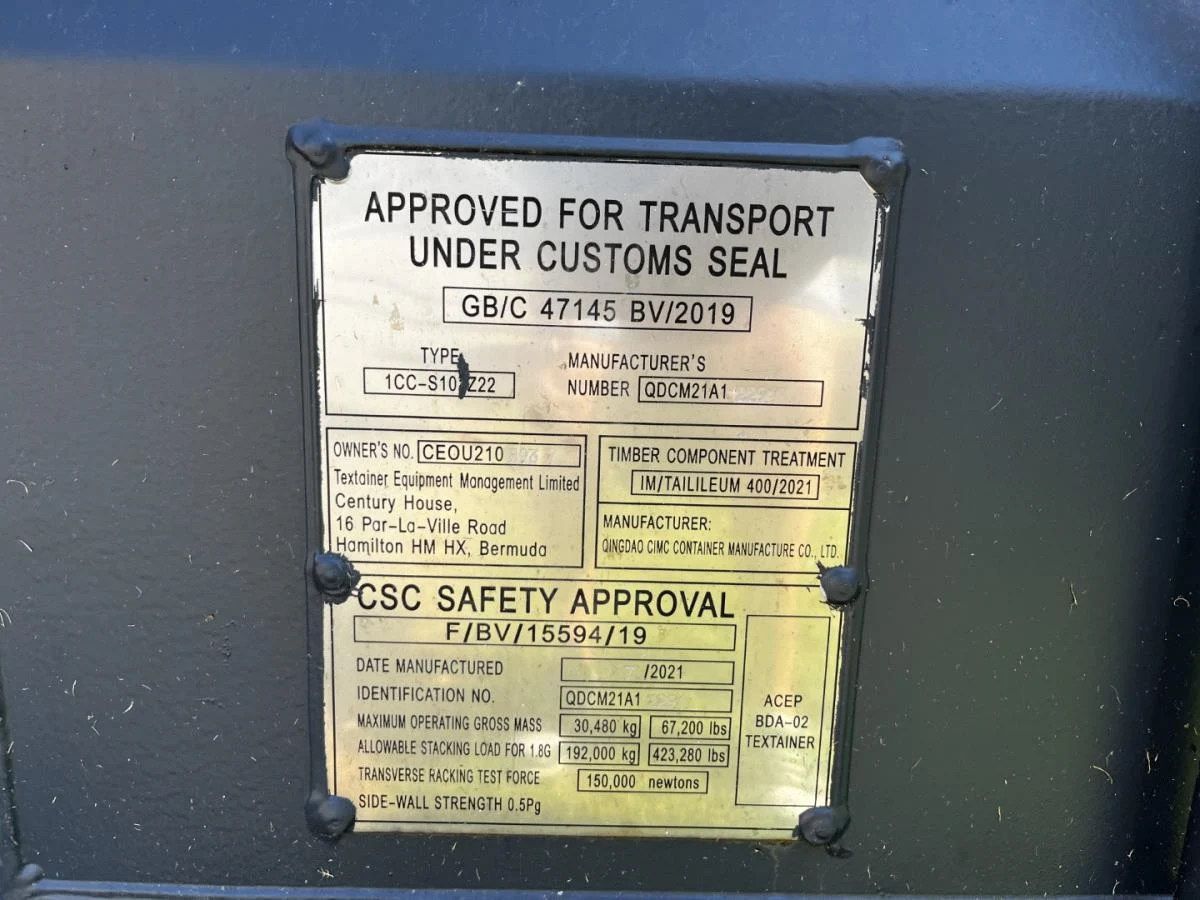 APPROVED FOR TRANSPORT
UNDER CUSTOMS SEAL
GB/C 47145 BV/2019
TYPE
MANUFACTURER'S
NUMBER QDCM21A1
OWNER'S NO. CEOU210
Textainer Equipment Management Limited
Century House,
16 Par-La-Ville Road
Hamilton HM HX, Bermuda
TIMBER COMPONENT TREATMENT
IM/TAILILEUM 400/2021
MANUFACTURER:
QINGDAO CIMC CONTAINER MANUFACTURE CO., LTD.
CSC SAFETY APPROVAL
F/BV/15594/19
DATE MANUFACTURED /2021
IDENTIFICATION NO. QDCM21A1
MAXIMUM OPERATING GROSS MASS 30,480 kg 67,200 lbs
ALLOWABLE STACKING LOAD FOR 1.8G 192,000 kg 423,280 lbs
TRANSVERSE RACKING TEST FORCE 150,000 newtons
SIDE-WALL STRENGTH 0.5Pg
ACEP
BDA-02
TEXTAINER